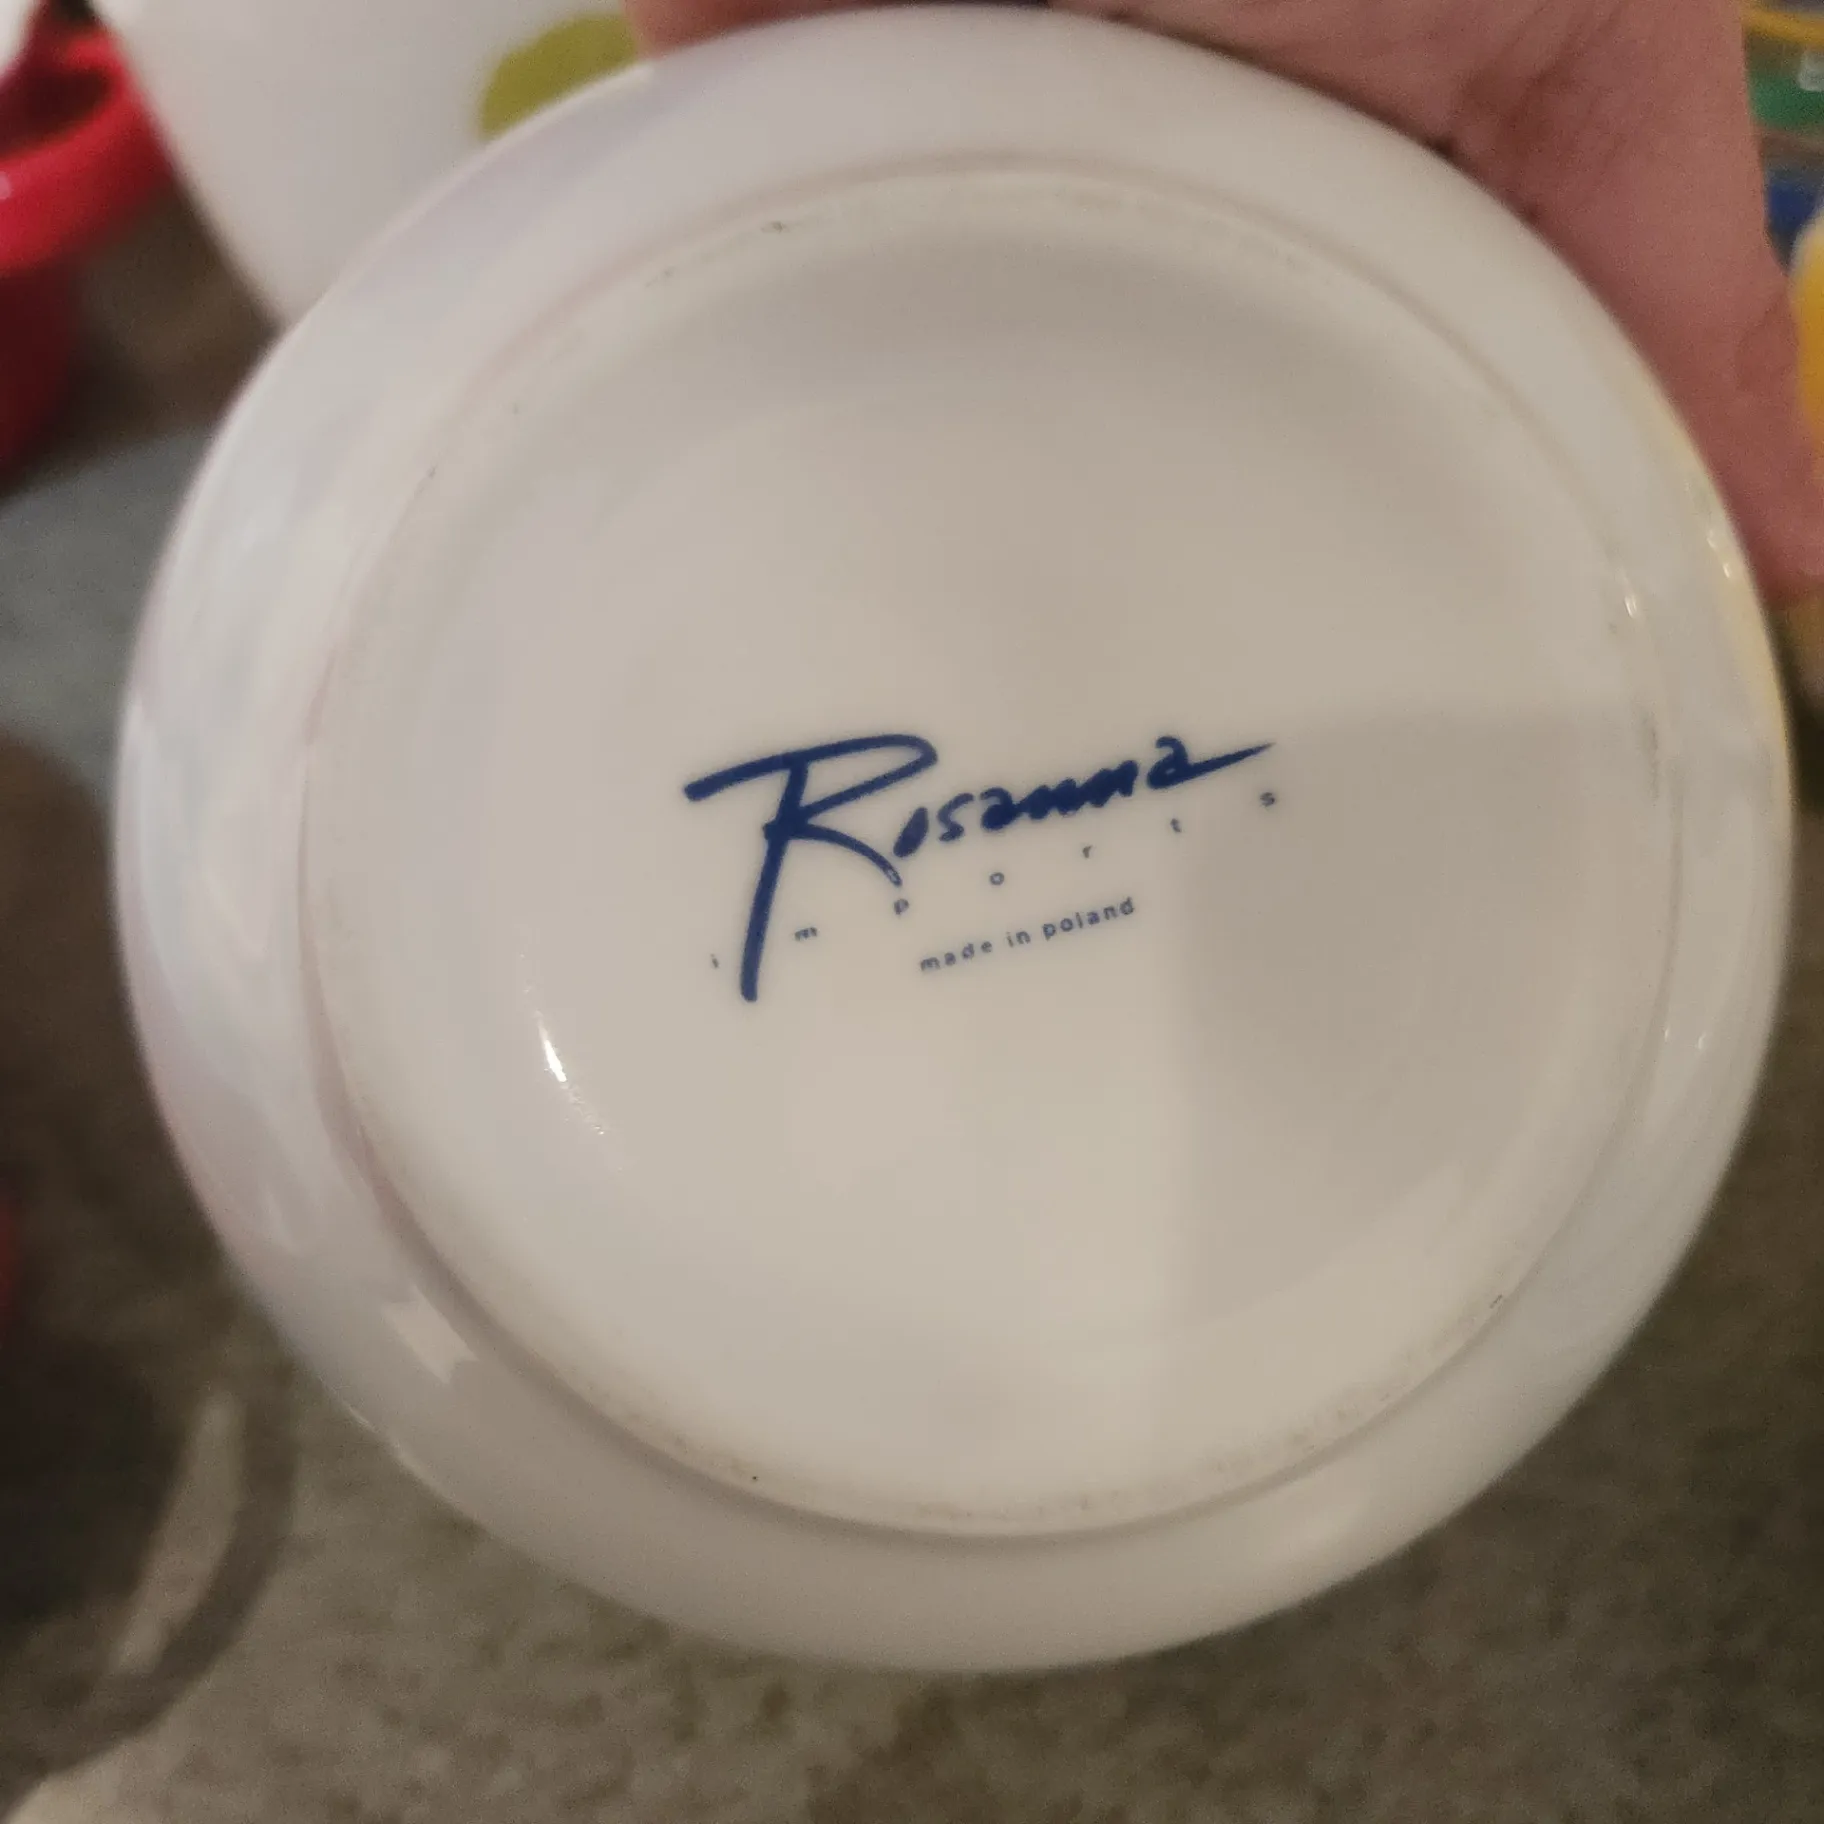 Rosanna
imports
made in poland